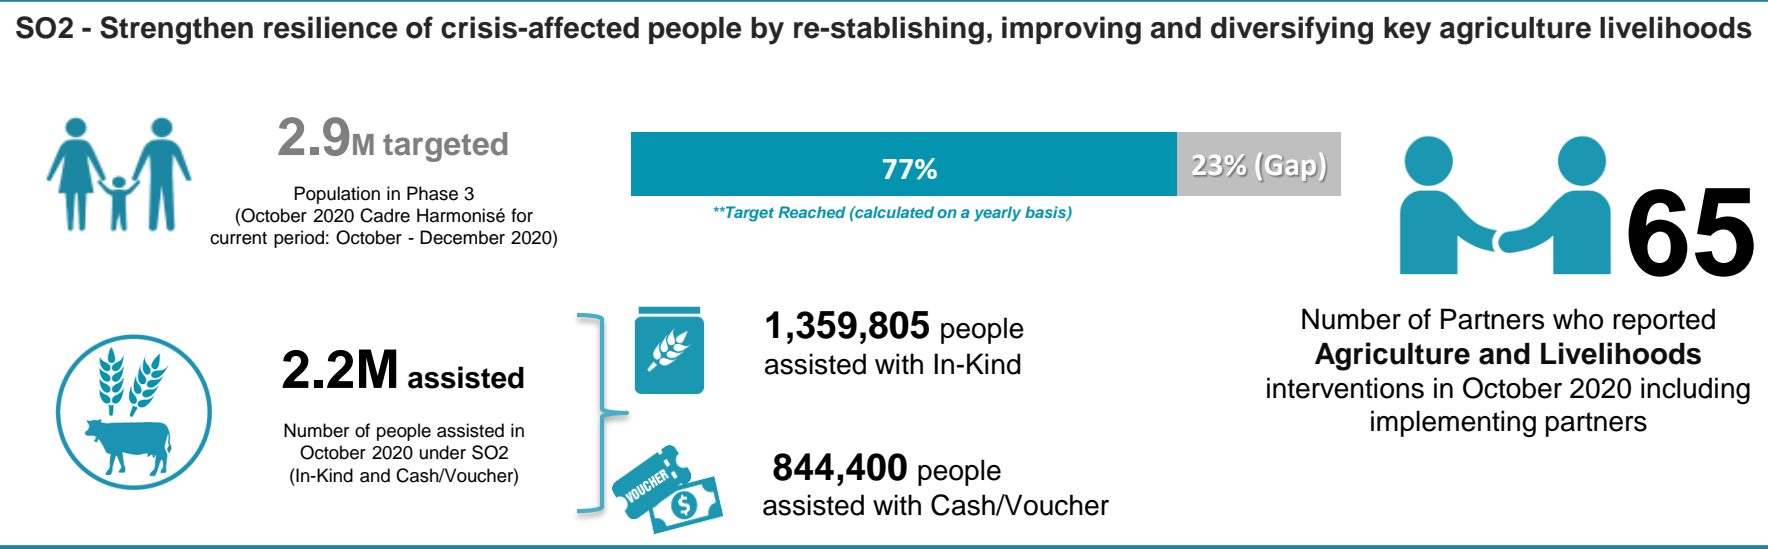 SO2 - Strengthen resilience of crisis-affected people by re-stablishing, improving and diversifying key agriculture livelihoods
2.9M targeted
Population in Phase 3
(October 2020 Cadre Harmonisé for
current period: October - December 2020)
77%
23% (Gap)
**Target Reached (calculated on a yearly basis)
65
Number of Partners who reported
Agriculture and Livelihoods
interventions in October 2020 including
implementing partners
2.2M assisted
Number of people assisted in
October 2020 under SO2
(In-Kind and Cash/Voucher)
1,359,805 people
assisted with In-Kind
VOUCHER
$
844,400 people
assisted with Cash/Voucher